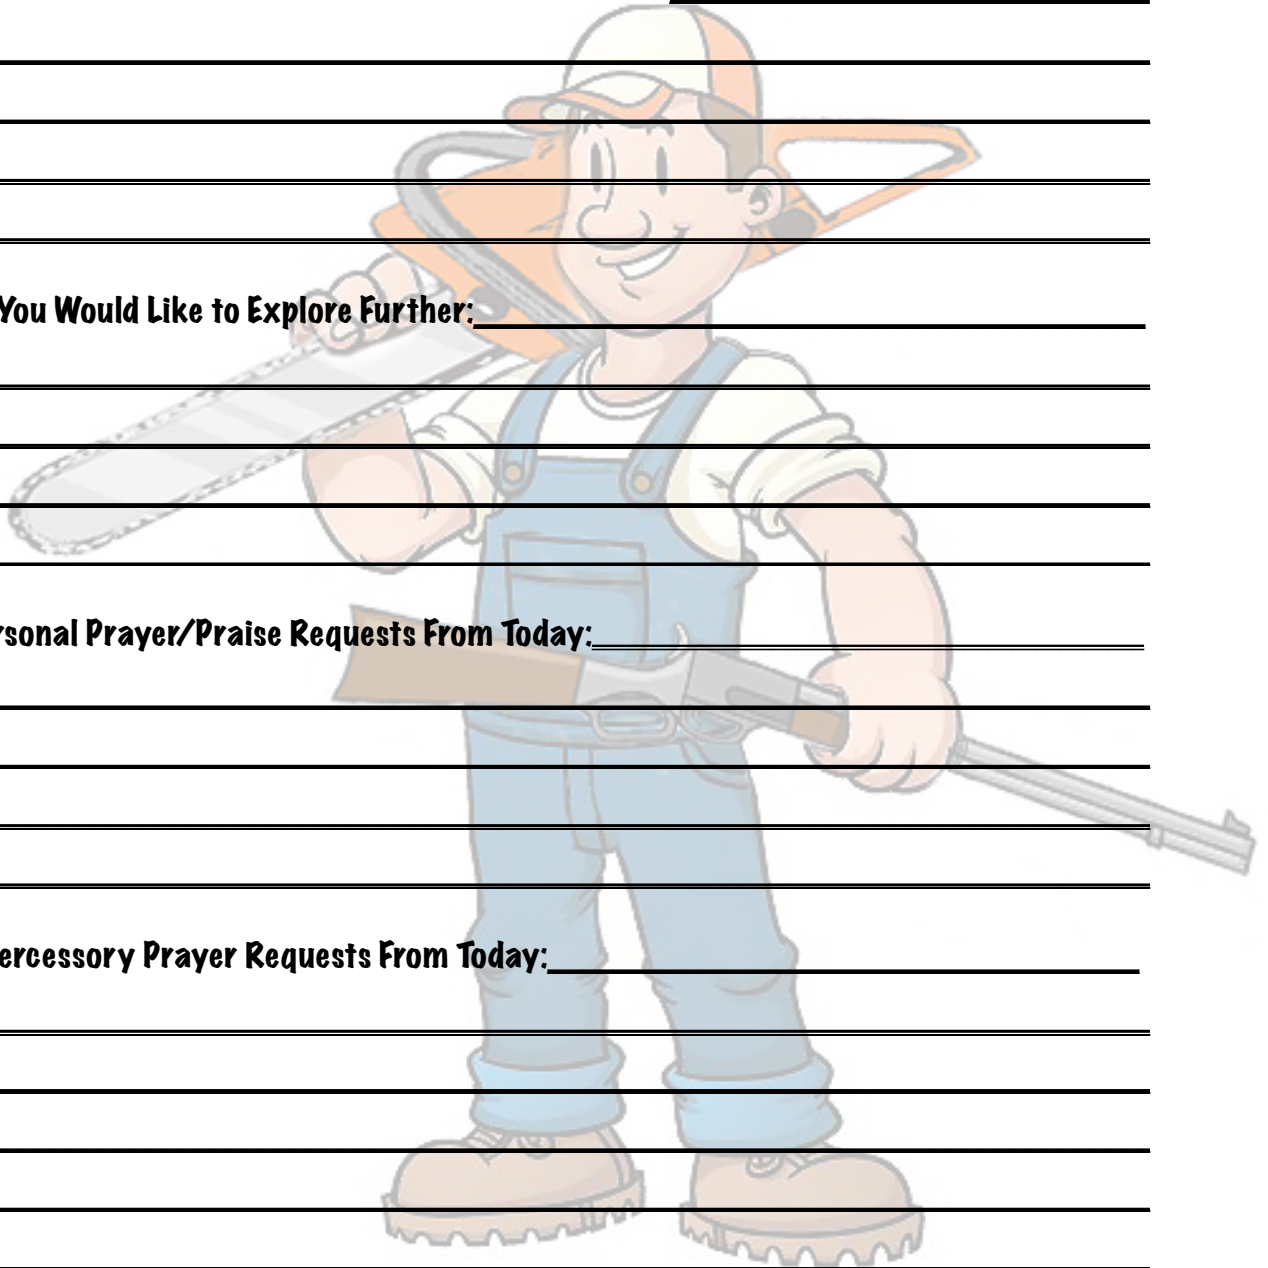 You Would Like to Explore Further:
rsonal Prayer/Praise Requests From Today:
ercessory Prayer Requests From Today: